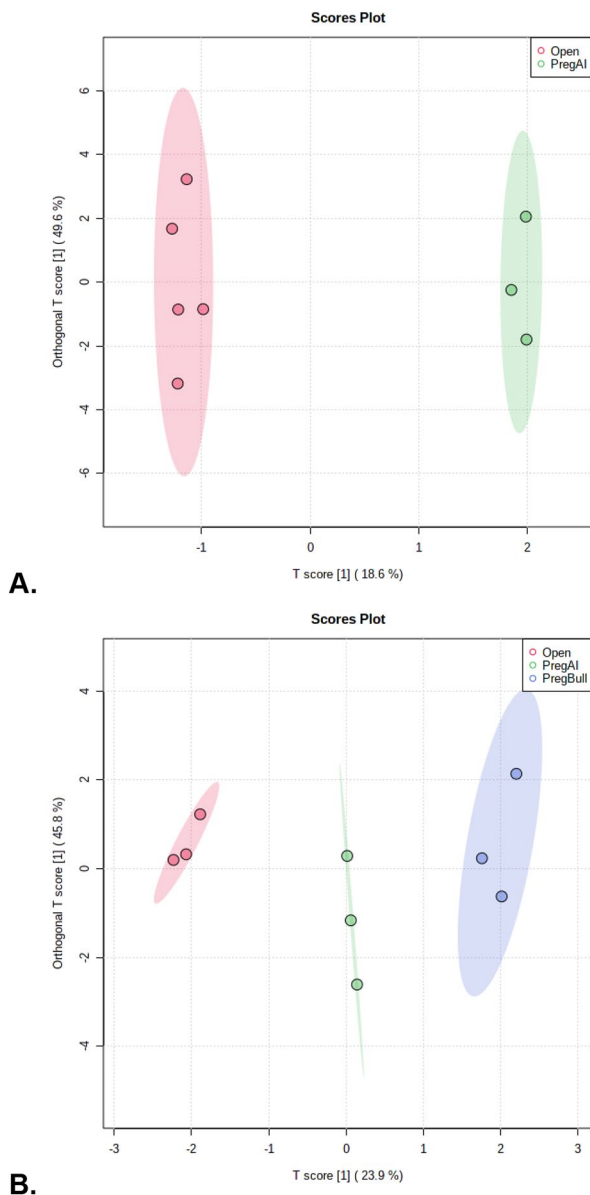 Scores Plot
Open
PregAI
6
4
2
0
-2
-4
-6
Orthogonal T score [1] ( 49.6 %)
-1
0
1
2
T score [1] ( 18.6 %)
A.
Scores Plot
Open
PregAI
PregBull
4
2
0
-2
-4
Orthogonal T score [1] ( 45.8 %)
-3
-2
-1
0
1
2
3
T score [1] ( 23.9 %)
B.